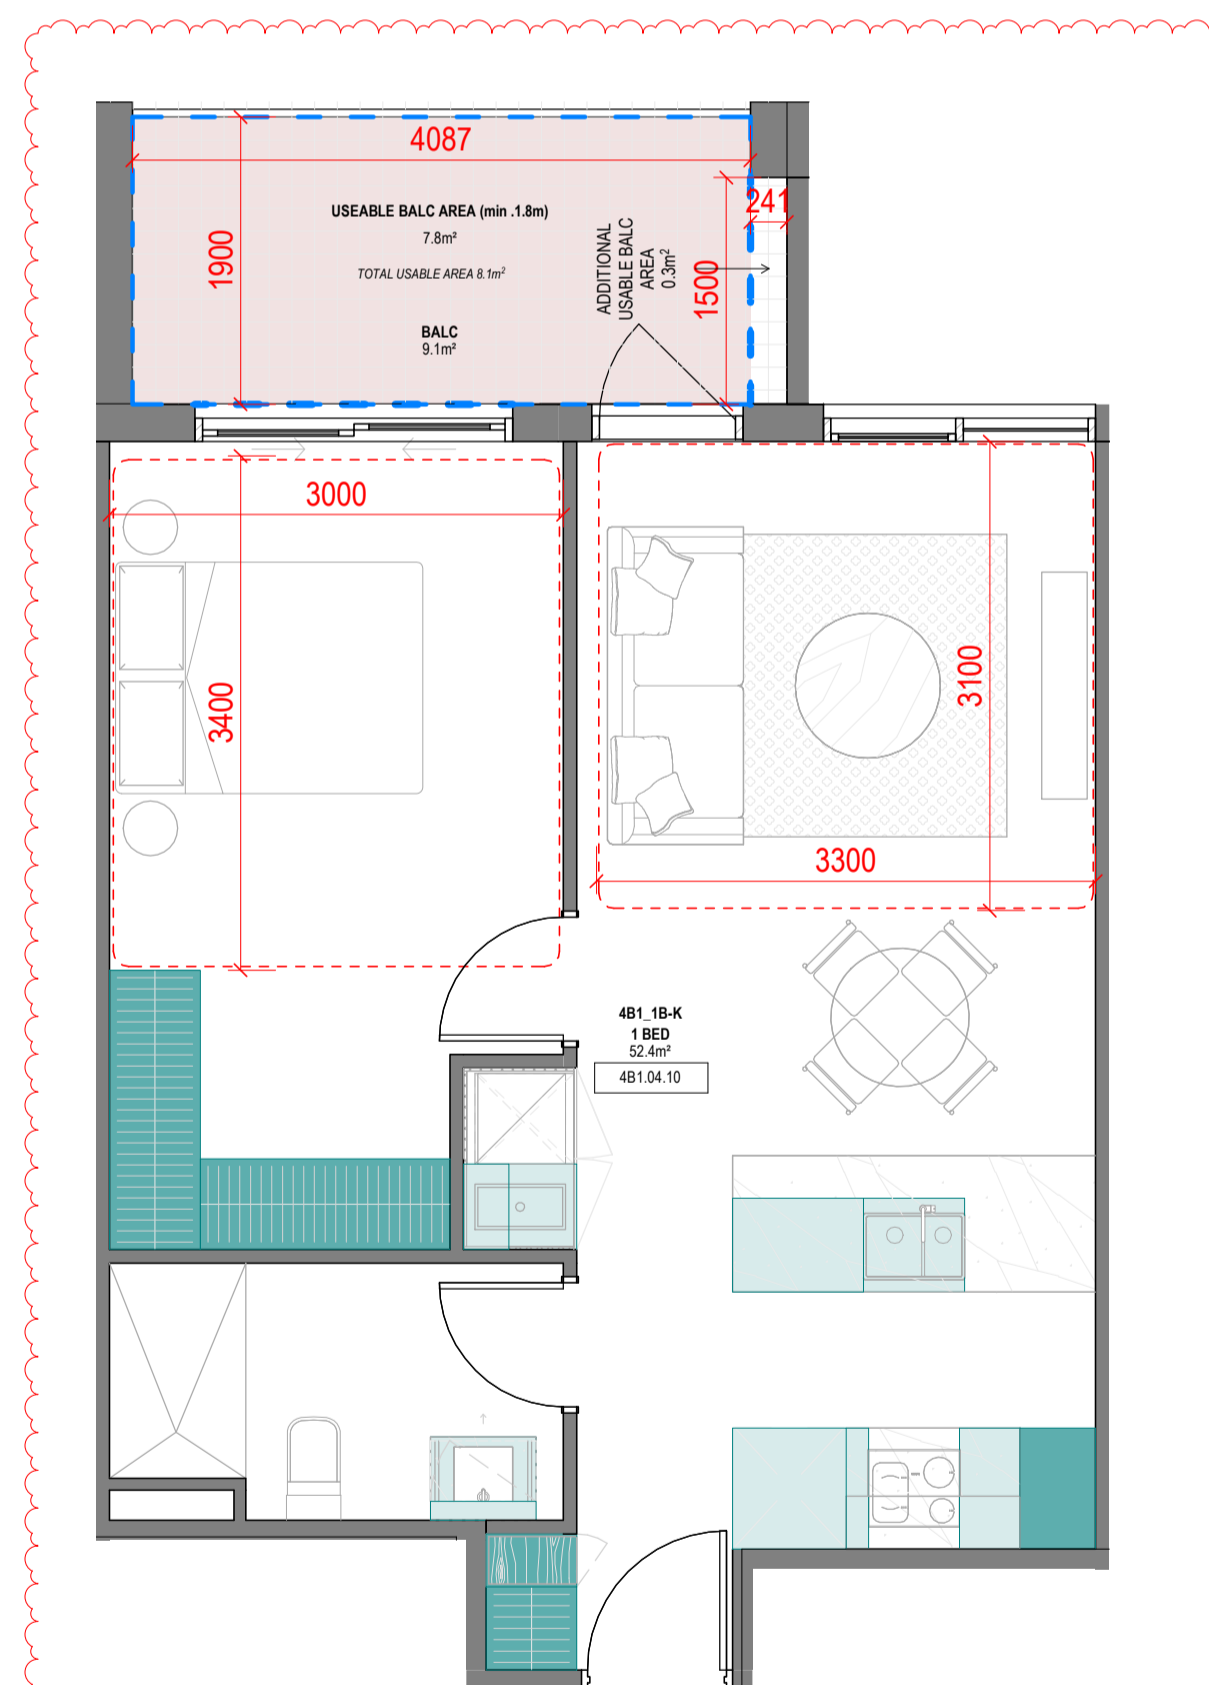 4087
241
USEABLE BALC AREA (min .1.8m)
7.8m²
TOTAL USABLE AREA 8.1m²
1900
ADDITIONAL
USABLE BALC
AREA
0.3m²
1500
BALC
9.1m²
3000
3400
3100
3300
4B1_1B-K
1 BED
52.4m²
4B1.04.10